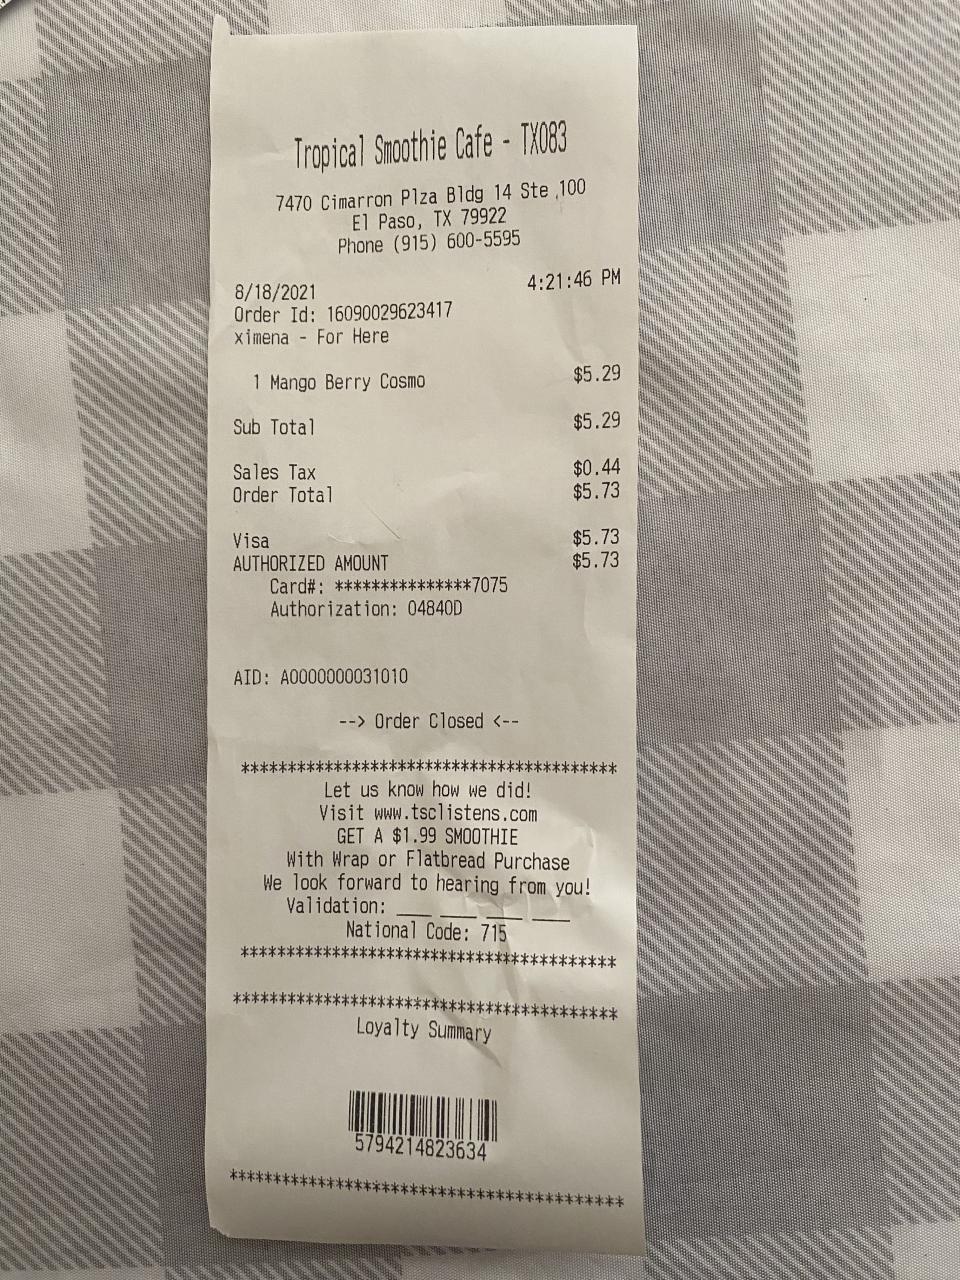 Tropical Smoothie Cafe - TX083
7470 Cimarron Plza Bldg 14 Ste 100
El Paso, TX 79922
Phone (915) 600-5595
8/18/2021 4:21:46 PM
Order Id: 16090029623417
ximena - For Here
1 Mango Berry Cosmo $5.29
Sub Total $5.29
Sales Tax $0.44
Order Total $5.73
Visa $5.73
AUTHORIZED AMOUNT $5.73
Card#: ***************7075
Authorization: 04840D
AID: A0000000031010
--> Order Closed <--
*****************************************
Let us know how we did!
Visit www.tsclistens.com
GET A $1.99 SMOOTHIE
With Wrap or Flatbread Purchase
We look forward to hearing from you!
Validation: ___ ___ ___ ___
National Code: 715
*****************************************
*****************************************
Loyalty Summary
5794214823634
*****************************************